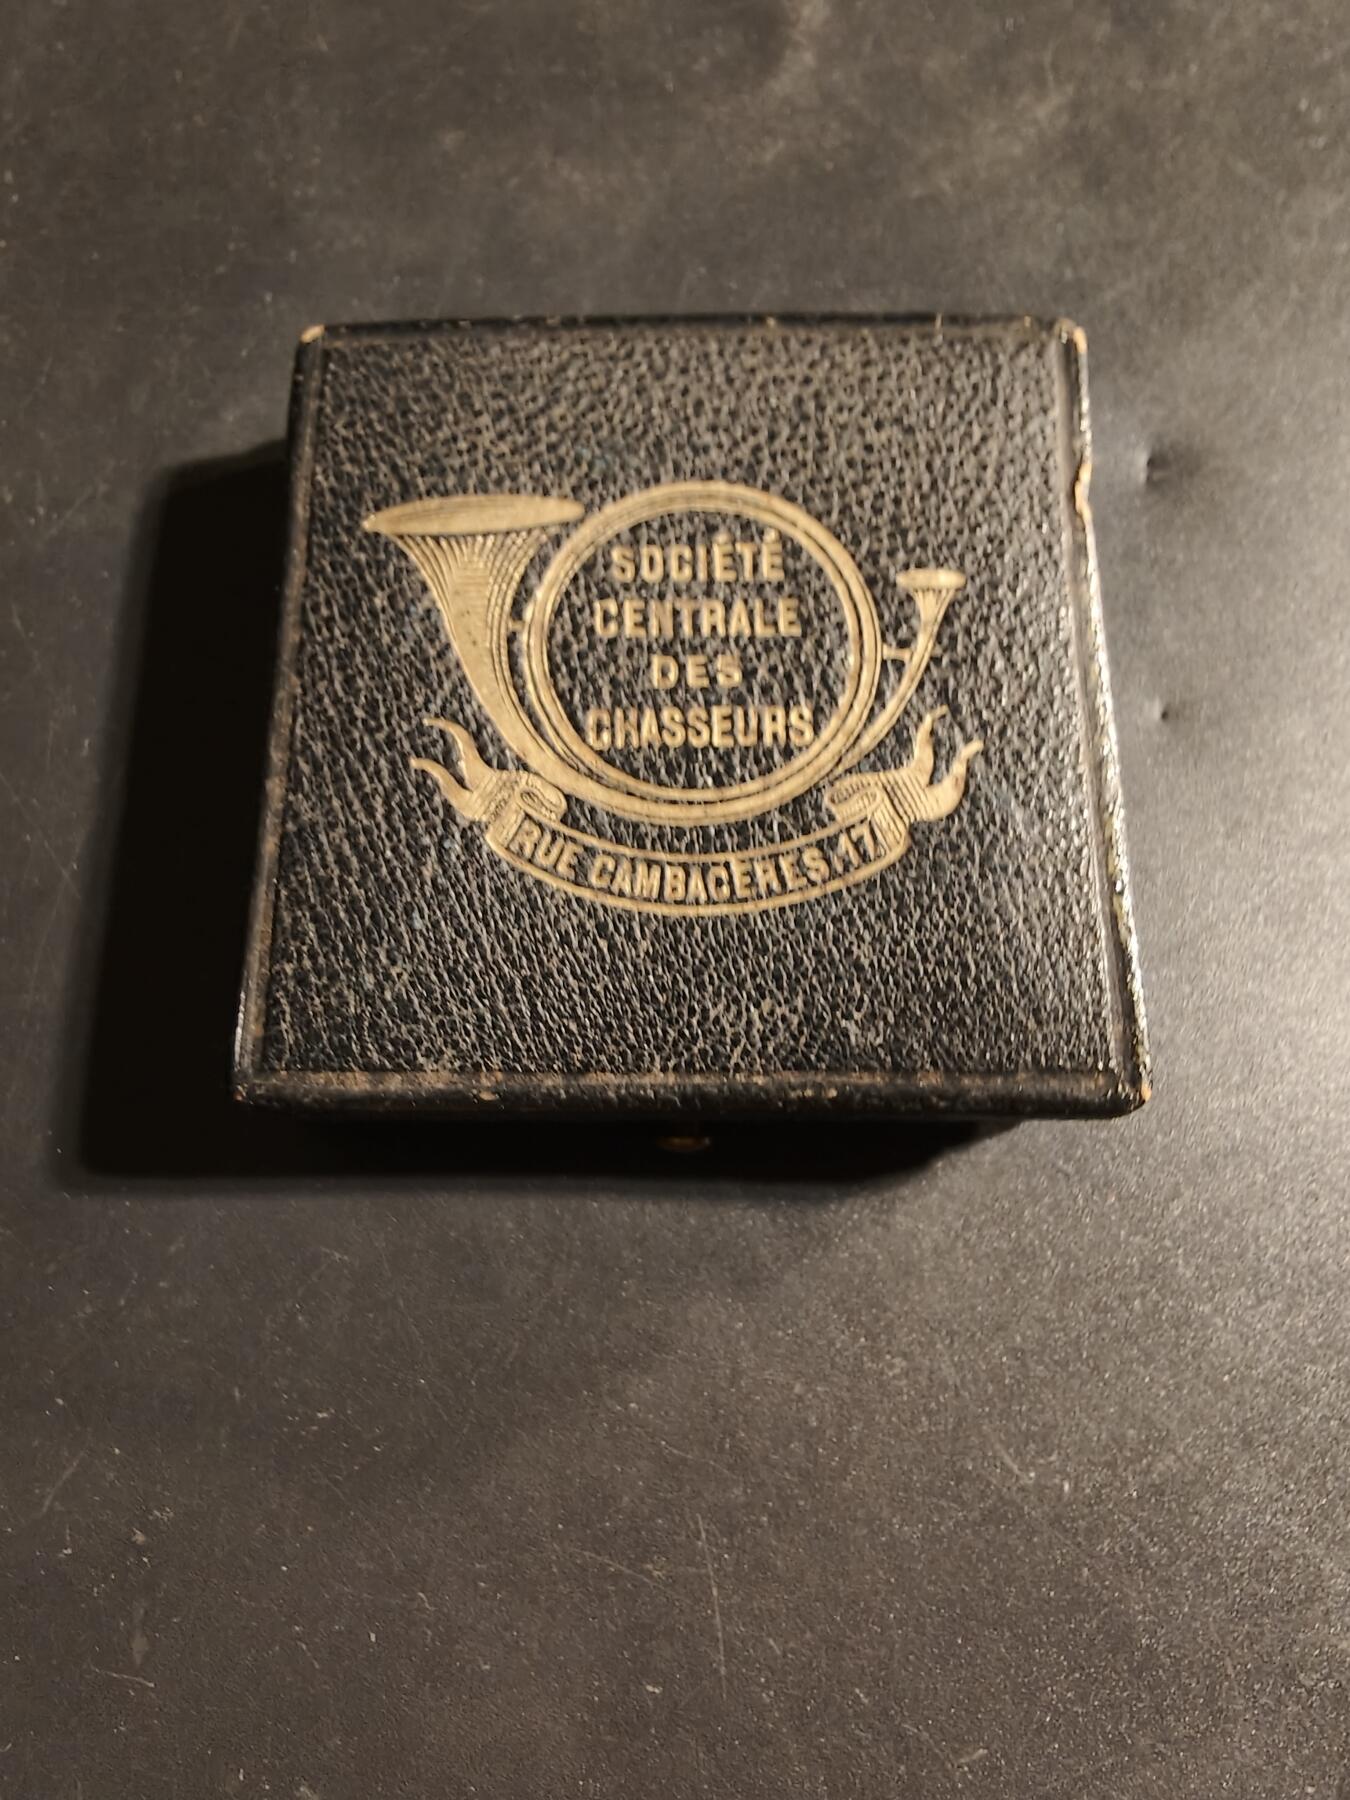 SOCIÉTÉ
CENTRALE
DES
CHASSEURS
RUE CAMBACÉRÈS.17